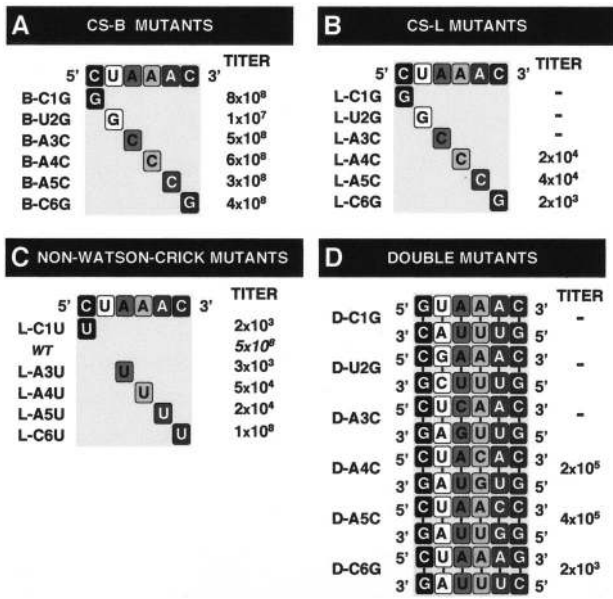 A CS-B MUTANTS
TITER
5' C U A A A C 3'
B-C1G G 8x10⁸
B-U2G G 1x10⁷
B-A3C C 5x10⁸
B-A4C C 6x10⁸
B-A5C C 3x10⁸
B-C6G G 4x10⁸
B CS-L MUTANTS
TITER
5' C U A A A C 3'
L-C1G G -
L-U2G G -
L-A3C C -
L-A4C C 2x10⁴
L-A5C C 4x10⁴
L-C6G G 2x10³
C NON-WATSON-CRICK MUTANTS
TITER
5' C U A A A C 3'
L-C1U U 2x10³
WT 5x10⁸
L-A3U U 3x10³
L-A4U U 5x10⁴
L-A5U U 2x10⁴
L-C6U U 1x10⁸
D DOUBLE MUTANTS
TITER
5' G U A A A C 3'
D-C1G -
3' C A U U U G 5'
5' C G A A A C 3'
D-U2G -
3' G C U U U G 5'
5' C U C A A C 3'
D-A3C -
3' G A G U U G 5'
5' C U A C A C 3'
D-A4C 2x10⁵
3' G A U G U G 5'
5' C U A A C C 3'
D-A5C 4x10⁵
3' G A U U G G 5'
5' C U A A A G 3'
D-C6G 2x10³
3' G A U U U C 5'